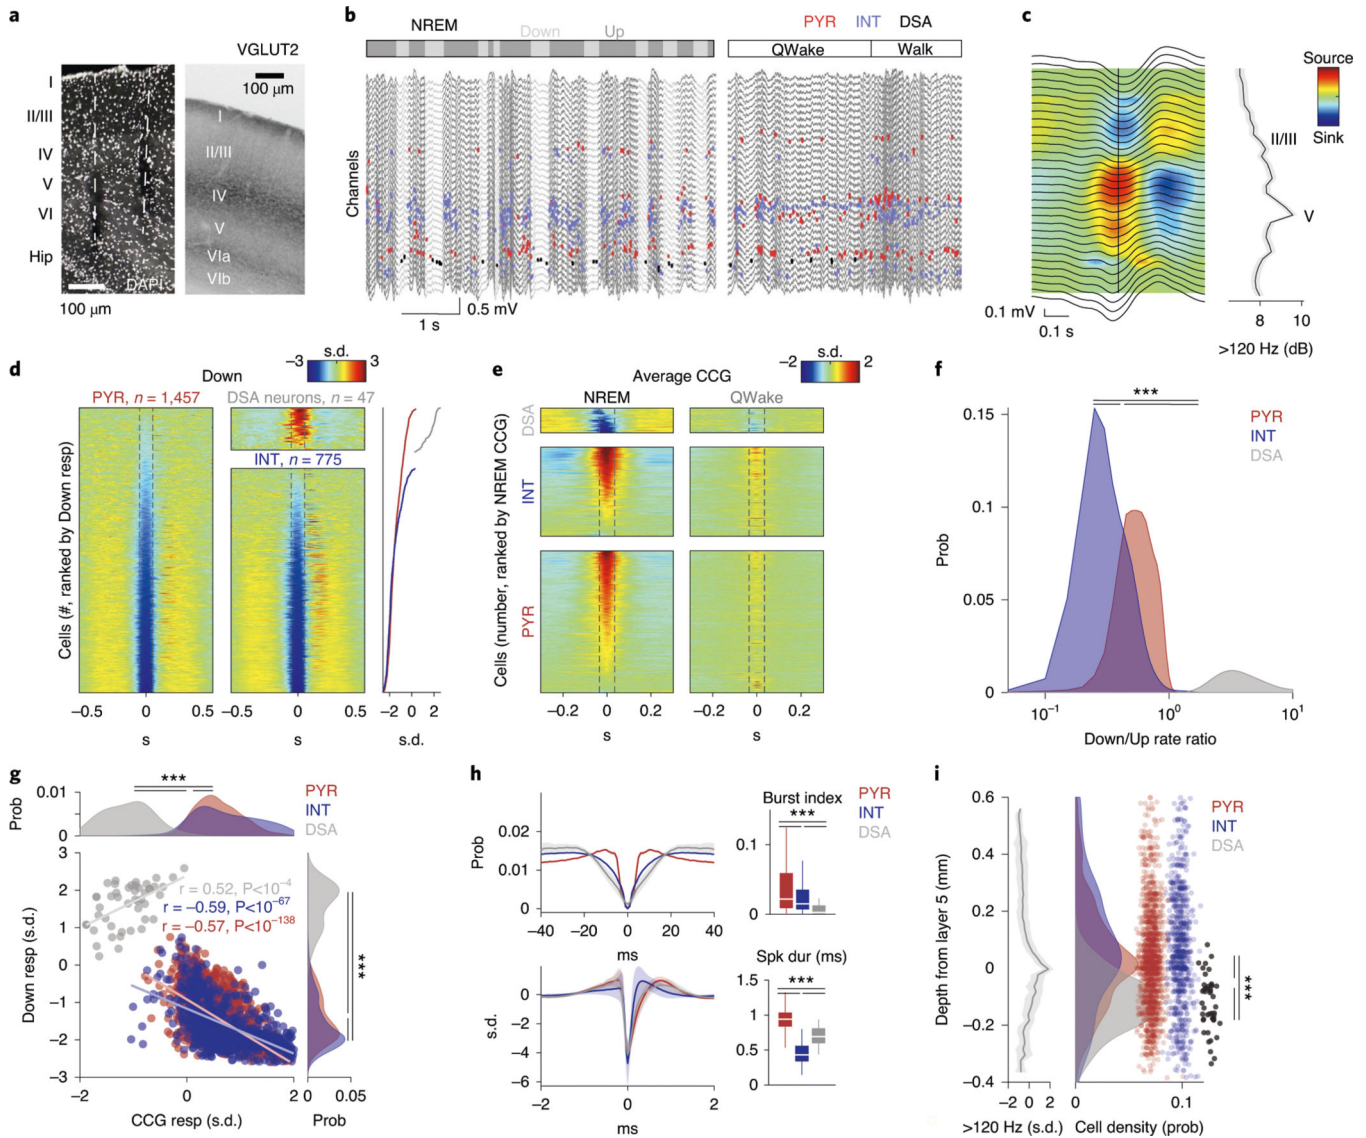 a
VGLUT2
100 μm
I
II/III
IV
V
VI
Hip
DAPI
100 μm
I
II/III
IV
V
VIa
VIb
b
NREM Down Up
PYR INT DSA
QWake Walk
Channels
0.5 mV
1 s
c
Source
Sink
II/III
V
0.1 mV
0.1 s
8 10
>120 Hz (dB)
d
s.d.
−3 3
Down
PYR, n = 1,457
DSA neurons, n = 47
INT, n = 775
Cells (#, ranked by Down resp)
−0.5 0 0.5
s
−0.5 0 0.5
s
−2 0 2
s.d.
e
s.d.
−2 2
Average CCG
NREM QWake
DSA
INT
PYR
Cells (number, ranked by NREM CCG)
−0.2 0 0.2
s
−0.2 0 0.2
s
f
***
PYR
INT
DSA
0.15
0.1
0.05
0
Prob
10⁻¹ 10⁰ 10¹
Down/Up rate ratio
g
***
PYR
INT
DSA
0.01
0
Prob
3
2
1
0
−1
−2
−3
Down resp (s.d.)
r = 0.52, P<10⁻⁴
r = −0.59, P<10⁻⁶⁷
r = −0.57, P<10⁻¹³⁸
***
−2 0 2
CCG resp (s.d.)
0 0.05
Prob
h
0.02
0.01
0
Prob
−40 −20 0 20 40
ms
Burst index
***
PYR
INT
DSA
0.1
0
0
−2
−4
−6
s.d.
−2 0 2
ms
Spk dur (ms)
***
1.5
1
0.5
0
i
PYR
INT
DSA
0.6
0.4
0.2
0
−0.2
−0.4
Depth from layer 5 (mm)
***
*
−2 0 2
>120 Hz (s.d.)
0 0.1
Cell density (prob)